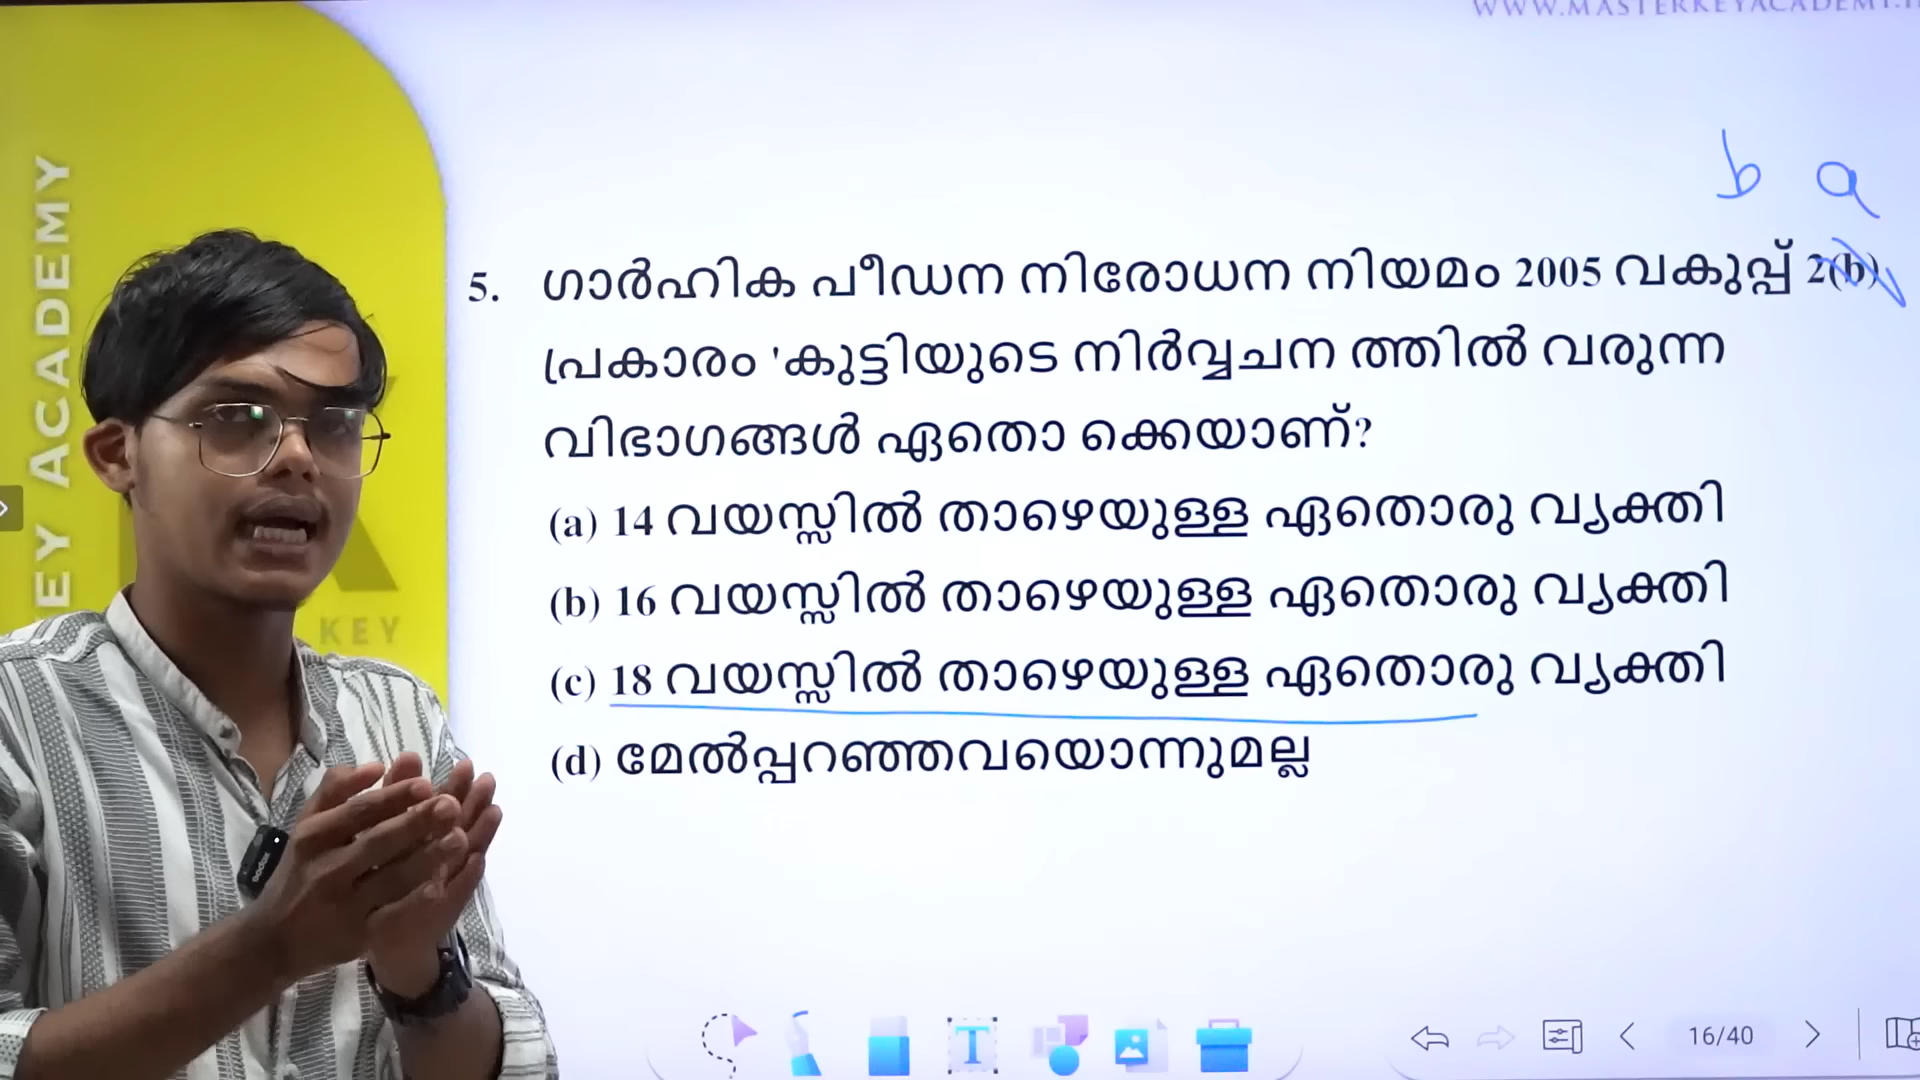 WWW.MASTERKEYACADEMY.I
b a
5. ഗാർഹിക പീഡന നിരോധന നിയമം 2005 വകുപ്പ് 2(b)
പ്രകാരം 'കുട്ടിയുടെ നിർവ്വചന ത്തിൽ വരുന്ന
വിഭാഗങ്ങൾ ഏതൊ ക്കെയാണ്?
(a) 14 വയസ്സിൽ താഴെയുള്ള ഏതൊരു വ്യക്തി
(b) 16 വയസ്സിൽ താഴെയുള്ള ഏതൊരു വ്യക്തി
(c) 18 വയസ്സിൽ താഴെയുള്ള ഏതൊരു വ്യക്തി
(d) മേൽപ്പറഞ്ഞവയൊന്നുമല്ല
EY ACADEMY
KEY
Godox
T
16/40